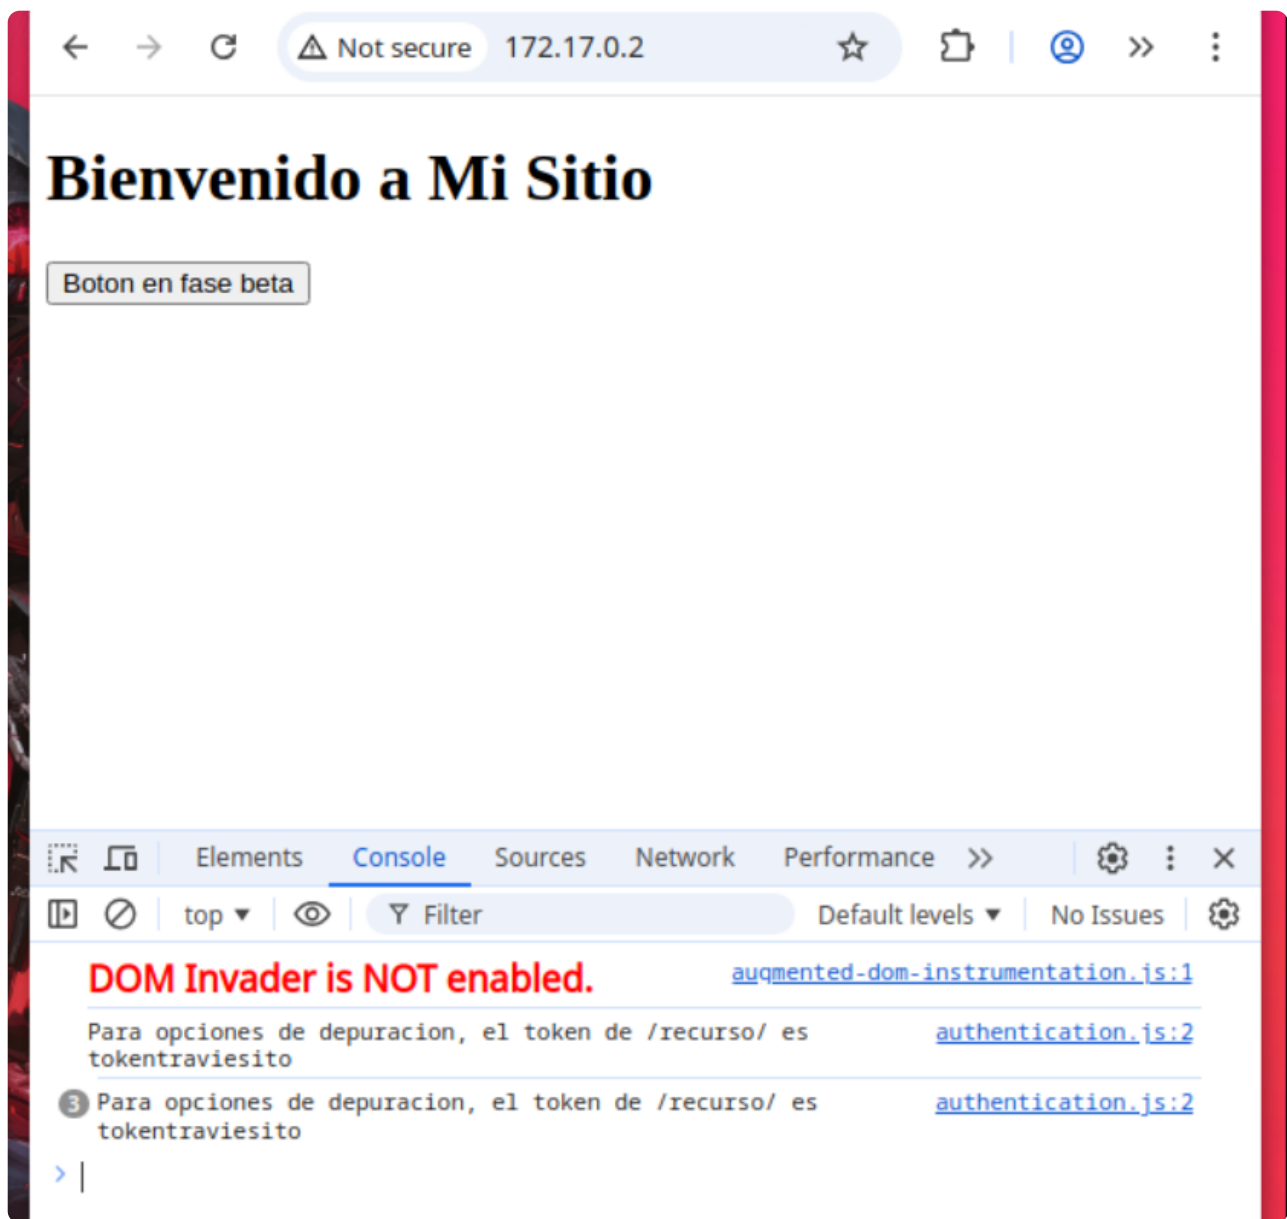 Not secure 172.17.0.2
Bienvenido a Mi Sitio
Boton en fase beta
Elements Console Sources Network Performance
top Filter Default levels No Issues
DOM Invader is NOT enabled. augmented-dom-instrumentation.js:1
Para opciones de depuracion, el token de /recurso/ es authentication.js:2
tokentraviesito
3 Para opciones de depuracion, el token de /recurso/ es authentication.js:2
tokentraviesito